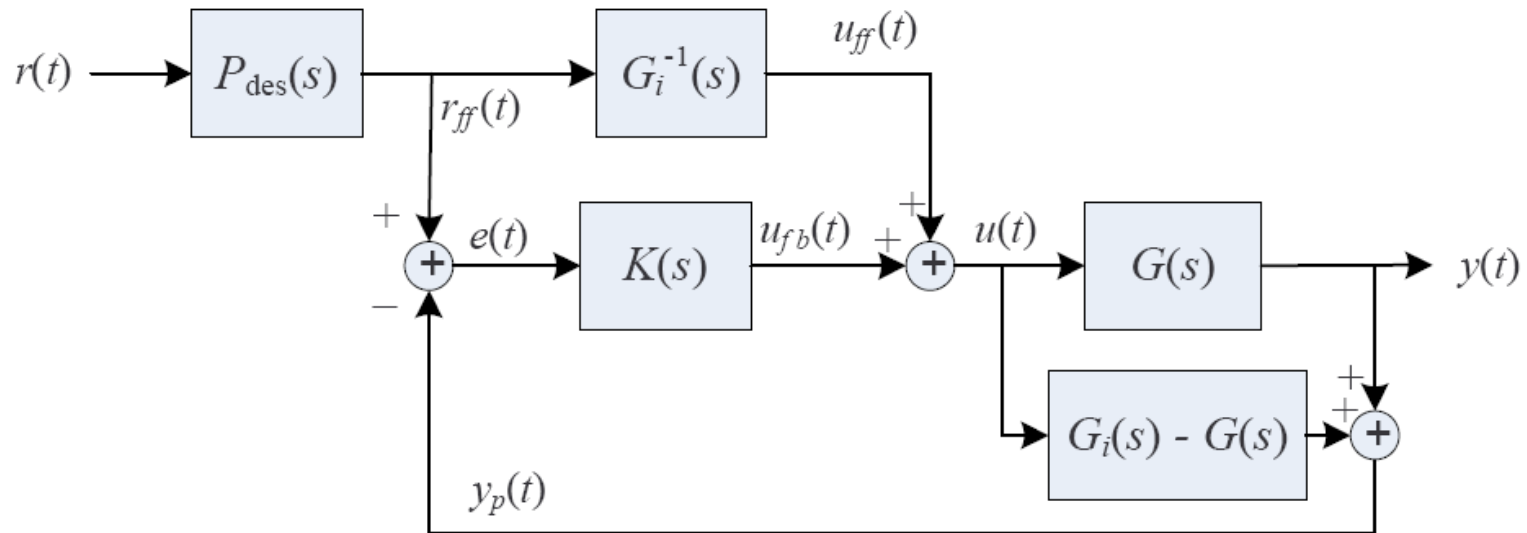 r(t)
P_des(s)
r_ff(t)
G_i^-1(s)
u_ff(t)
+
+
−
e(t)
K(s)
u_fb(t)
+
+
+
u(t)
G(s)
y(t)
G_i(s) - G(s)
+
+
+
y_p(t)